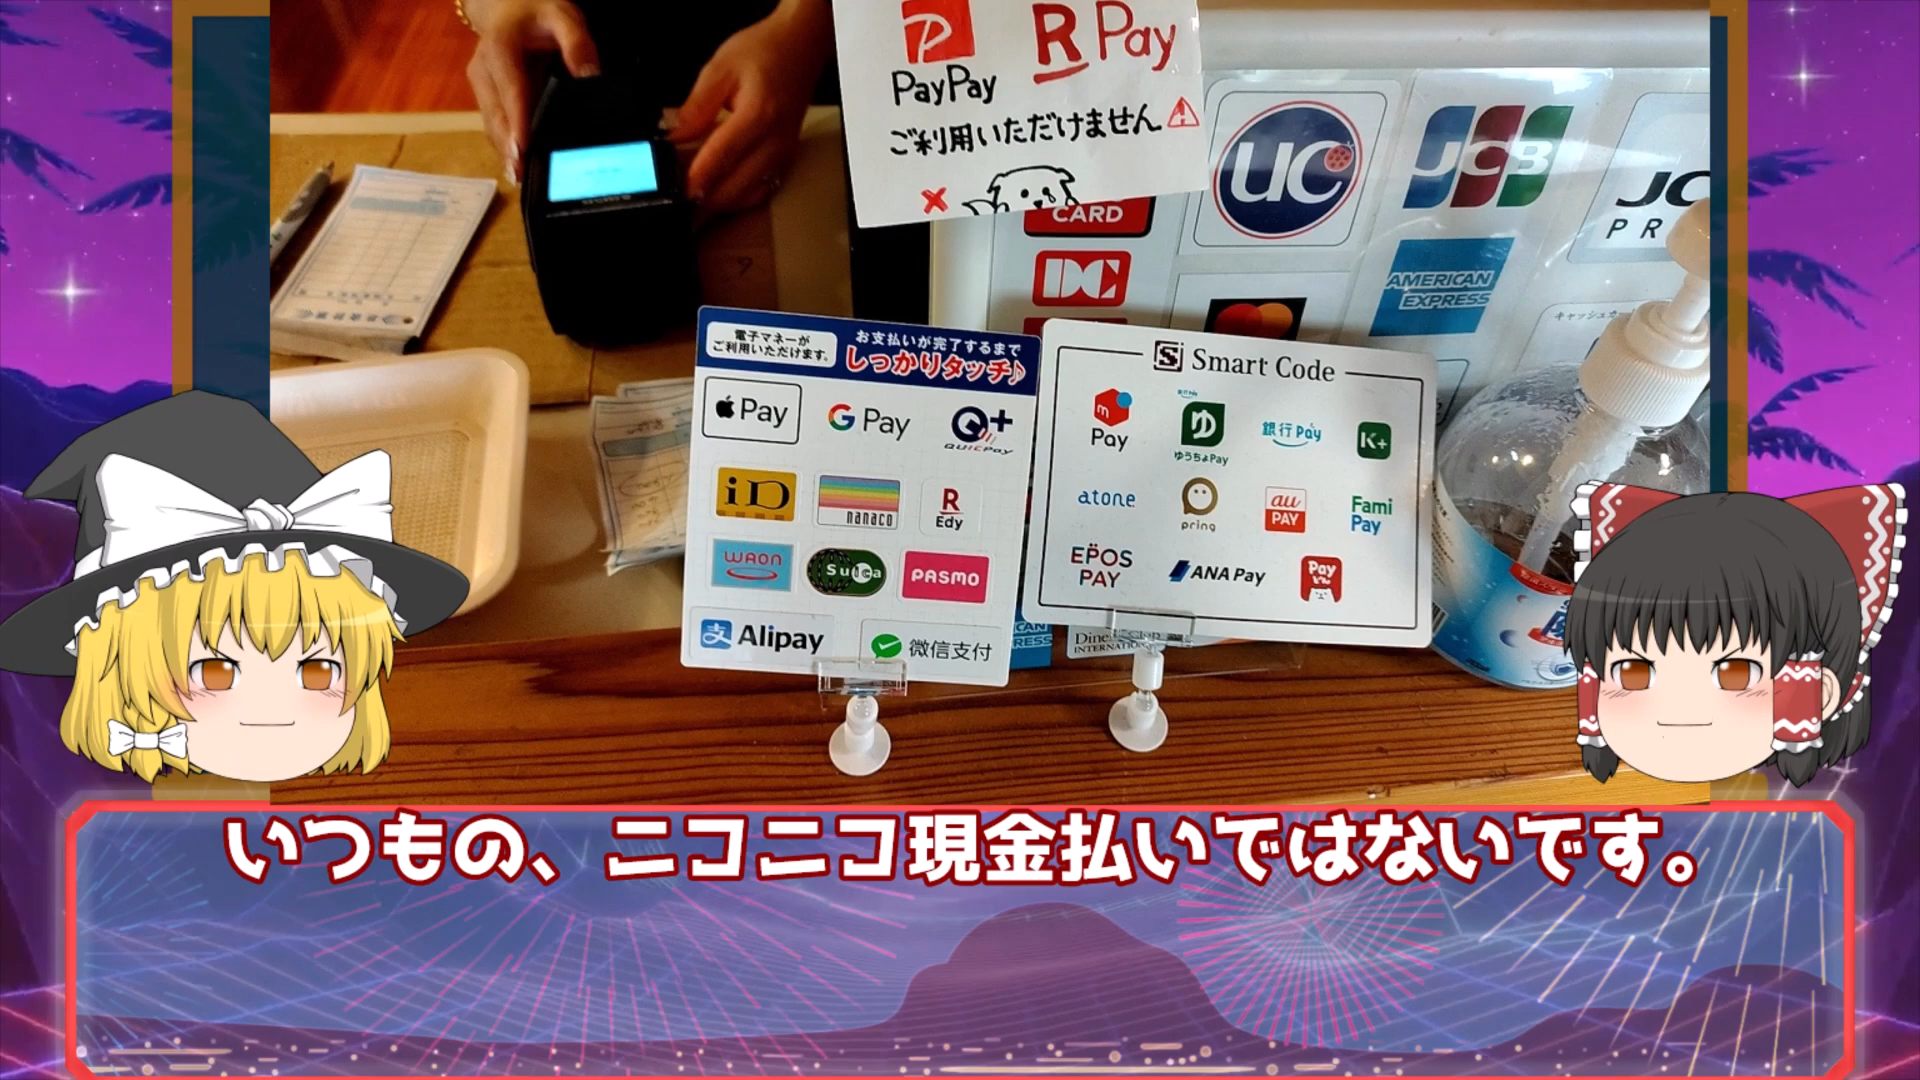 PayPay
R Pay
ご利用いただけません
CARD
DC
UC
JCB
AMERICAN
EXPRESS
電子マネーが
ご利用いただけます。
お支払いが完了するまで
しっかりタッチ♪
Pay
G Pay
QUICPay
iD
nanaco
R
Edy
WAON
Suica
PASMO
支 Alipay
微信支付
Smart Code
m
Pay
ゆ
ゆうちょPay
銀行Pay
K+
atone
pring
au
PAY
Fami
Pay
EPOS
PAY
ANA Pay
Pay
いつもの、ニコニコ現金払いではないです。